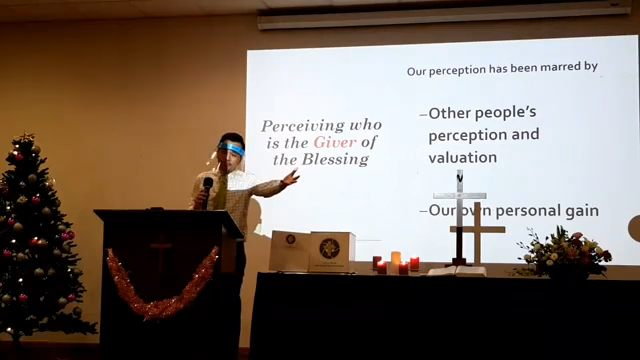 Our perception has been marred by
Perceiving who
is the Giver of
the Blessing
–Other people's
perception and
valuation
–Our own personal gain